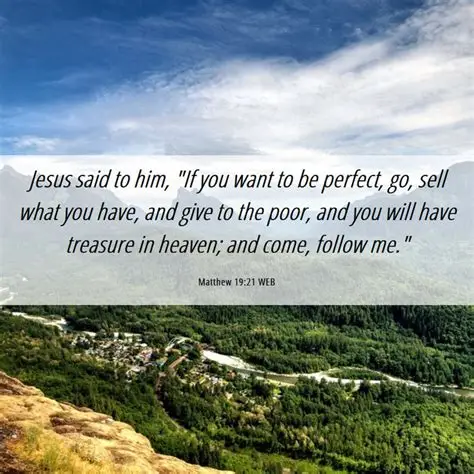 Jesus said to him, "If you want to be perfect, go, sell
what you have, and give to the poor, and you will have
treasure in heaven; and come, follow me."
Matthew 19:21 WEB